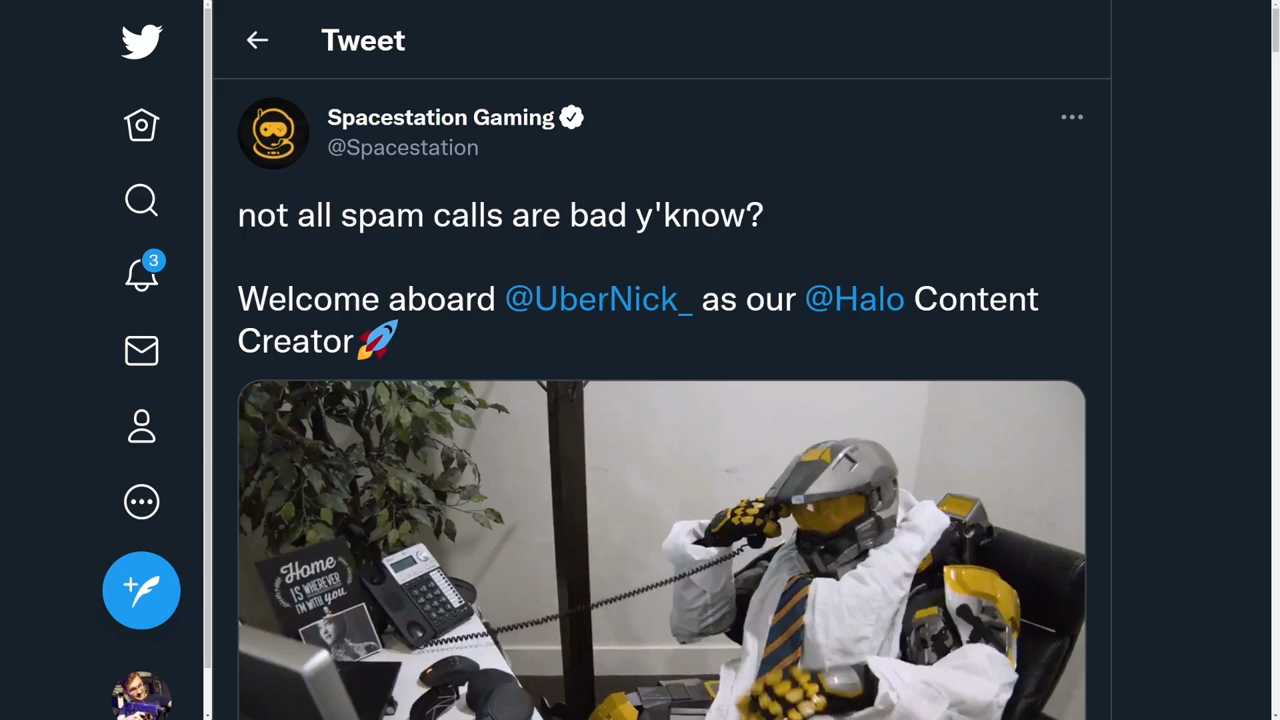 Tweet
Spacestation Gaming
@Spacestation
not all spam calls are bad y'know?
Welcome aboard @UberNick_ as our @Halo Content
Creator
3
Home
IS WHEREVER
I'M WITH you